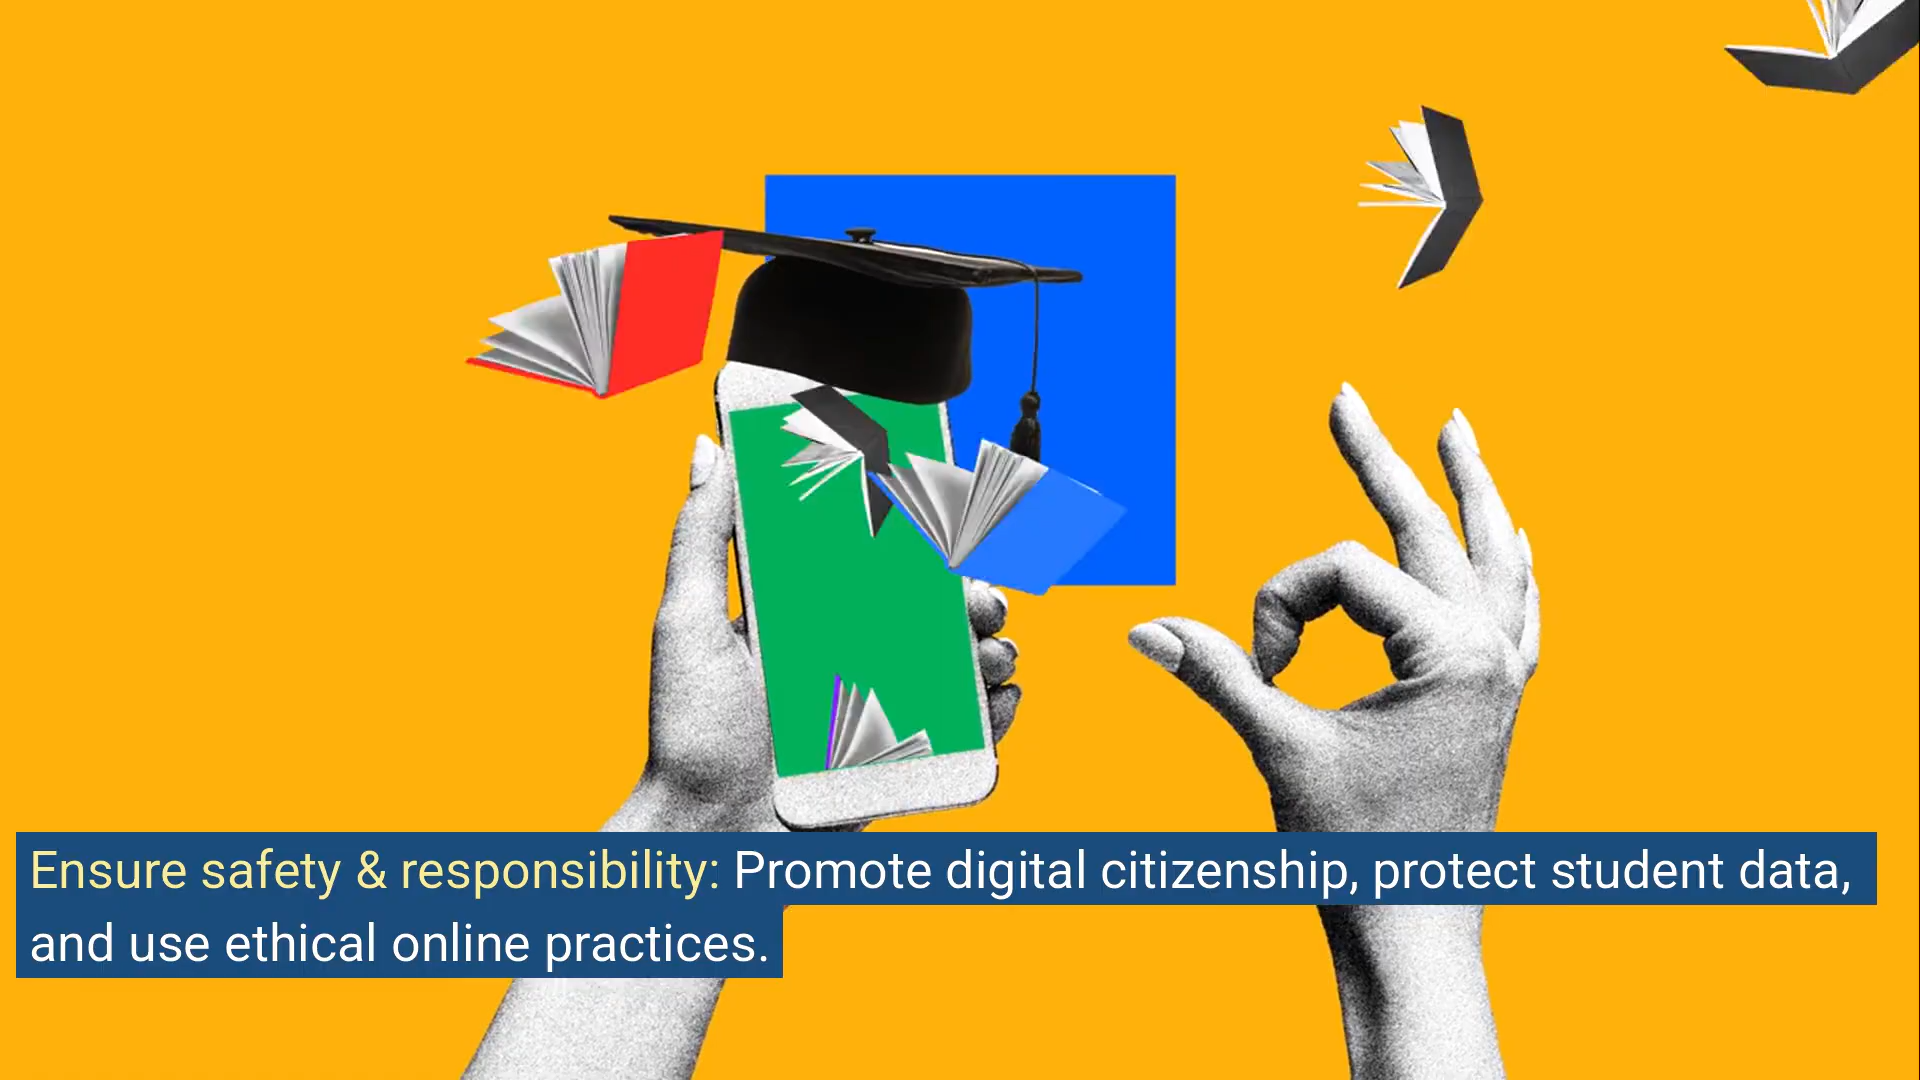 Ensure safety & responsibility: Promote digital citizenship, protect student data,
and use ethical online practices.